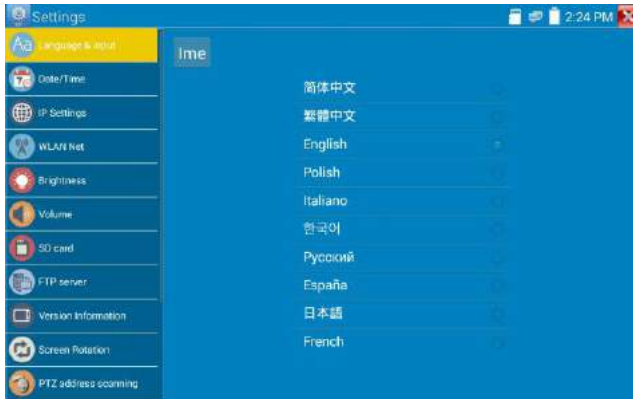 Settings
2:24 PM
Language & input
Ime
Date/Time
IP Settings
WLAN Net
Brightness
Volume
SD card
FTP server
Version Information
Screen Rotation
PTZ address scanning
简体中文
繁體中文
English
Polish
Italiano
한국어
Русский
España
日本語
French